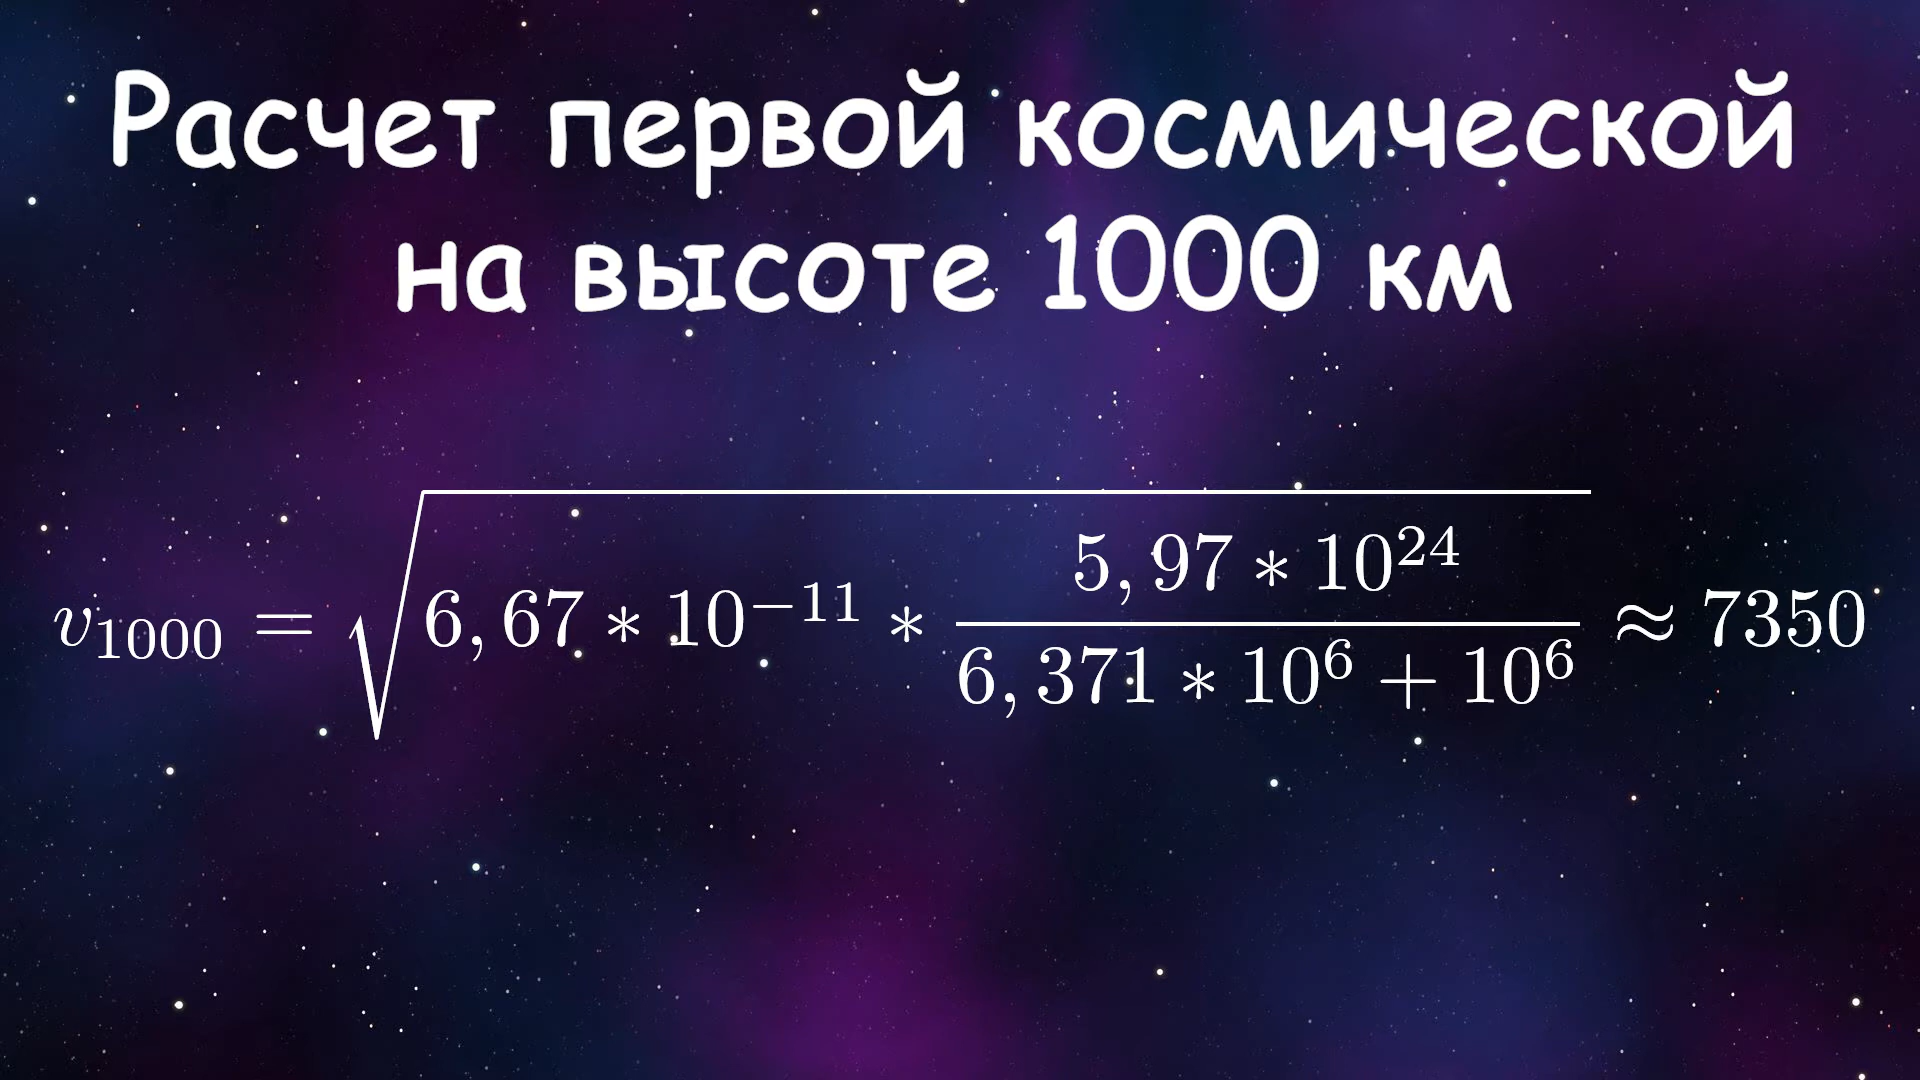 Расчет первой космической
на высоте 1000 км
v₁₀₀₀ = √(6,67 * 10⁻¹¹ * (5,97 * 10²⁴)/(6,371 * 10⁶ + 10⁶)) ≈ 7350